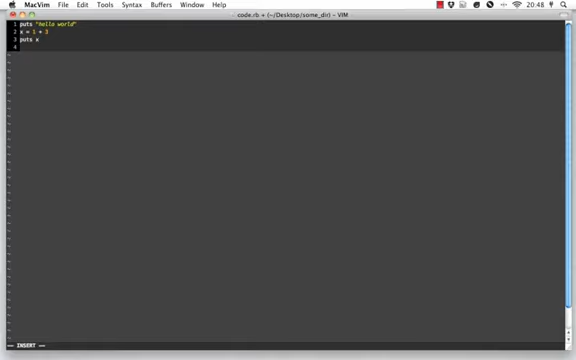 MacVim File Edit Tools Syntax Buffers Window Help 20:48
code.rb + (~/Desktop/some_dir) – VIM
1 puts "hello world"
2 x = 1 + 3
3 puts x
4
-- INSERT --